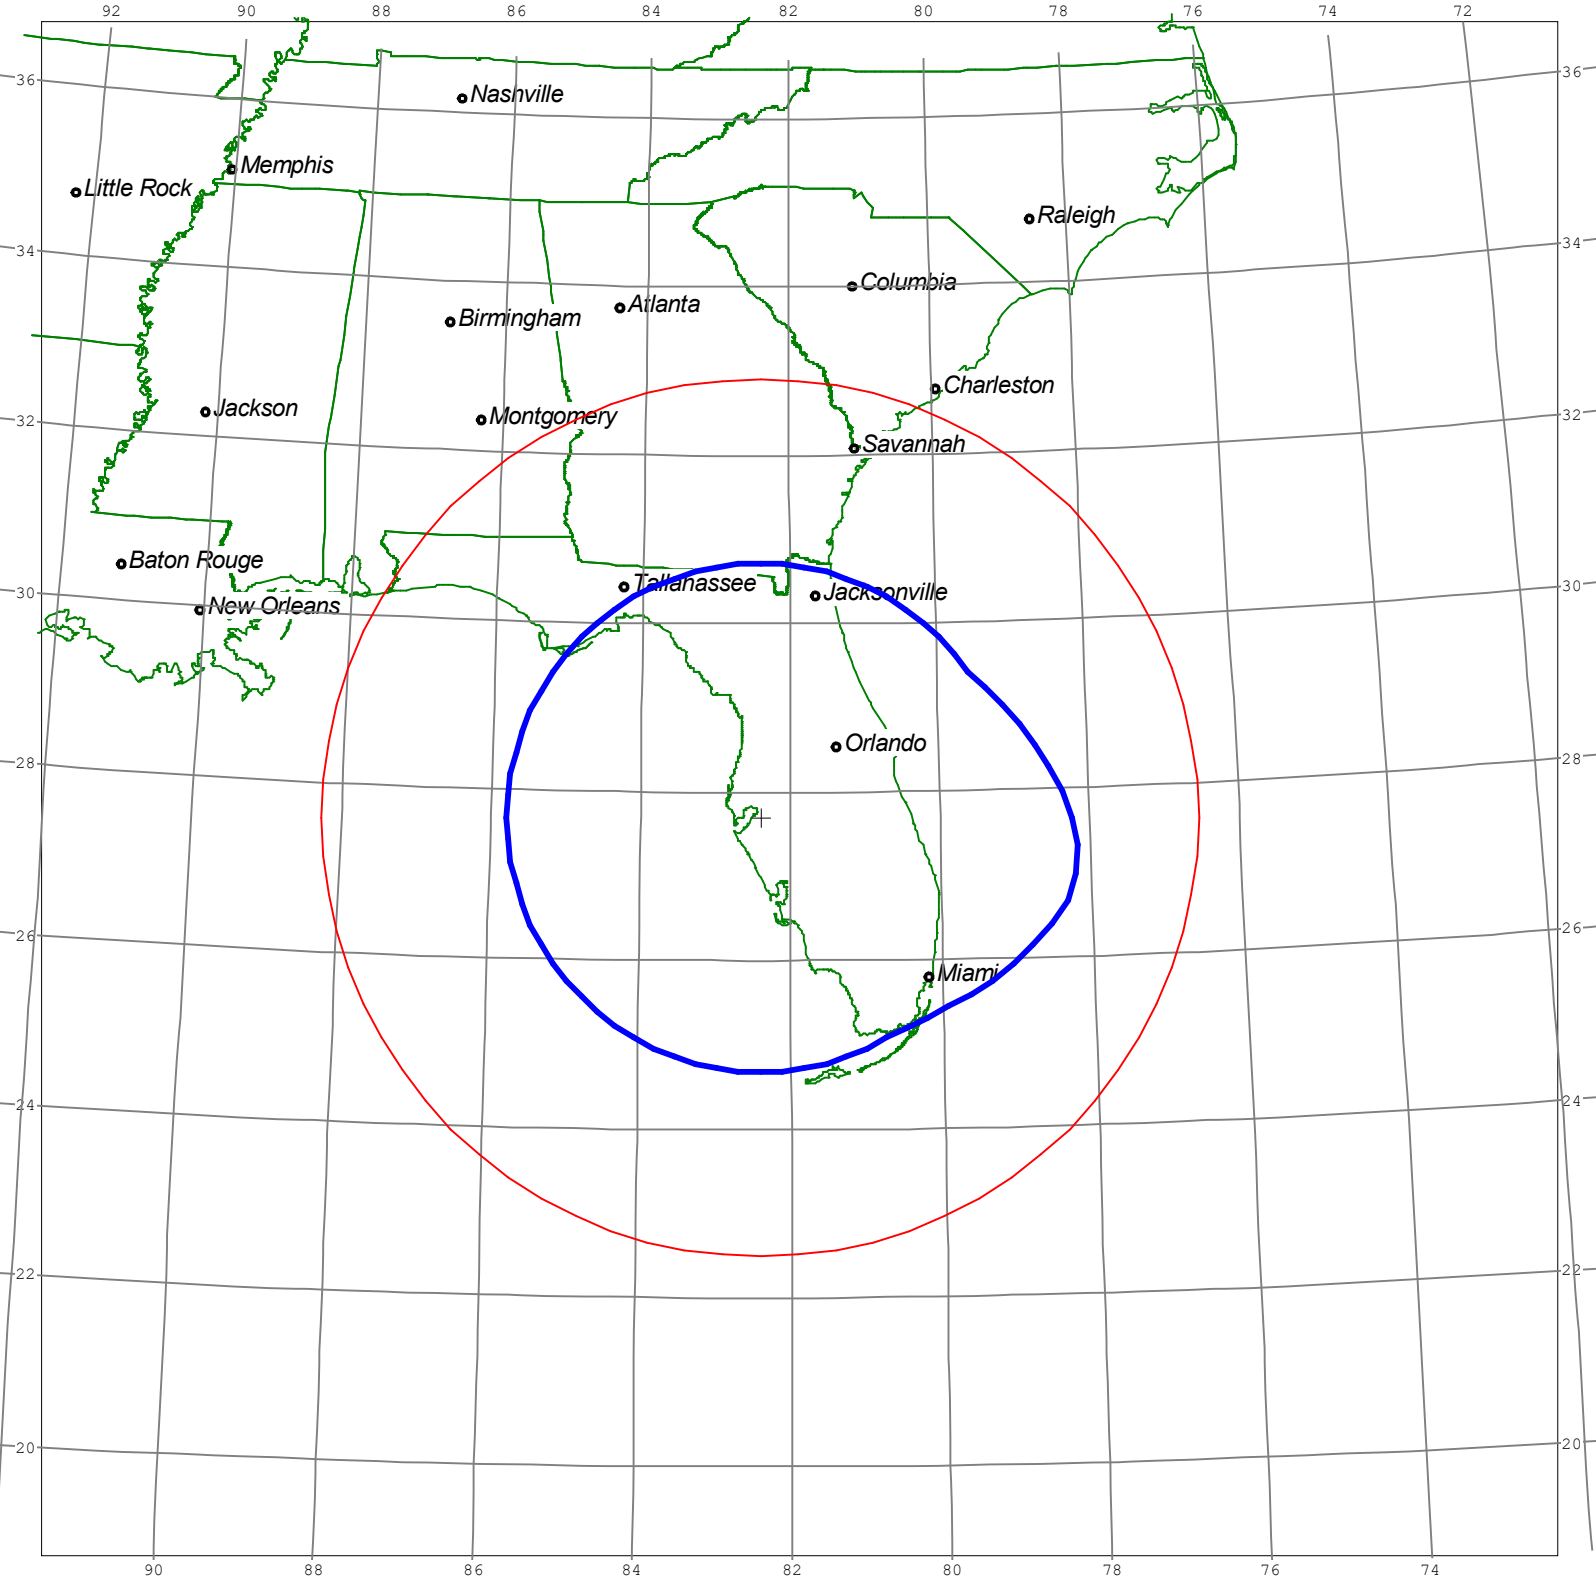 92 90 88 86 84 82 80 78 76 74 72
36 36
Nashville
Memphis
Little Rock
Raleigh
34 34
Columbia
Atlanta
Birmingham
Charleston
Jackson
Montgomery
32 32
Savannah
Baton Rouge
Tallahassee
30 Jacksonville 30
New Orleans
Orlando
28 28
26 26
Miami
24 24
22 22
20 20
90 88 86 84 82 80 78 76 74